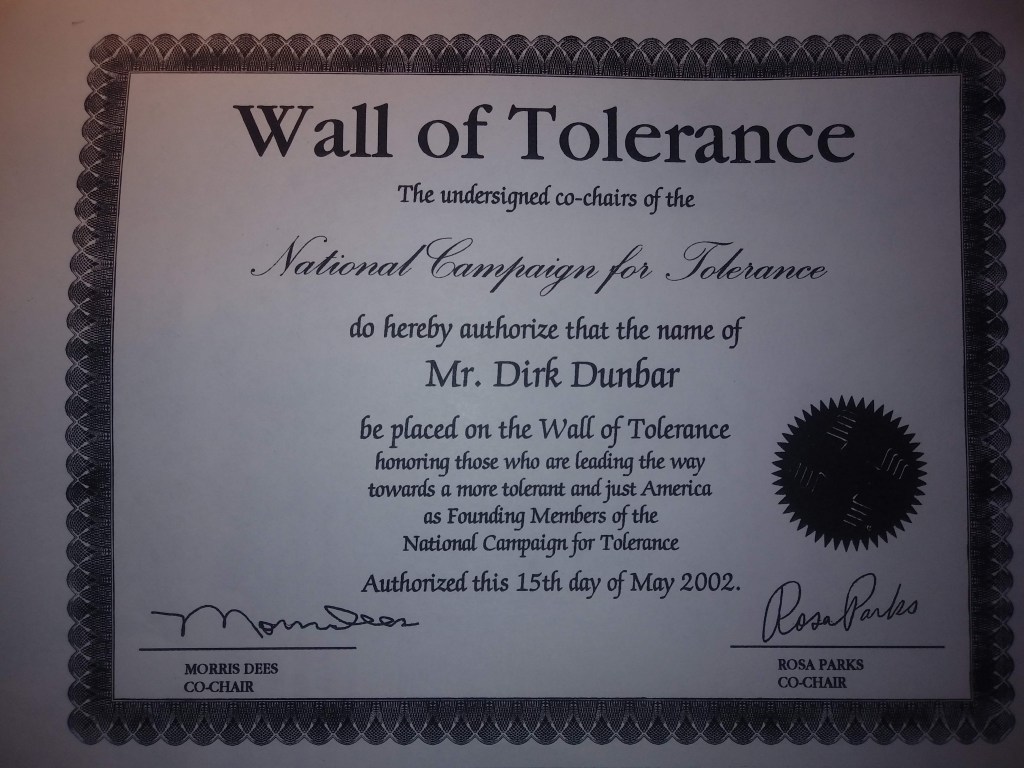 Wall of Tolerance
The undersigned co-chairs of the
National Campaign for Tolerance
do hereby authorize that the name of
Mr. Dirk Dunbar
be placed on the Wall of Tolerance
honoring those who are leading the way
towards a more tolerant and just America
as Founding Members of the
National Campaign for Tolerance
Authorized this 15th day of May 2002.
Morris Dees
Rosa Parks
MORRIS DEES
CO-CHAIR
ROSA PARKS
CO-CHAIR